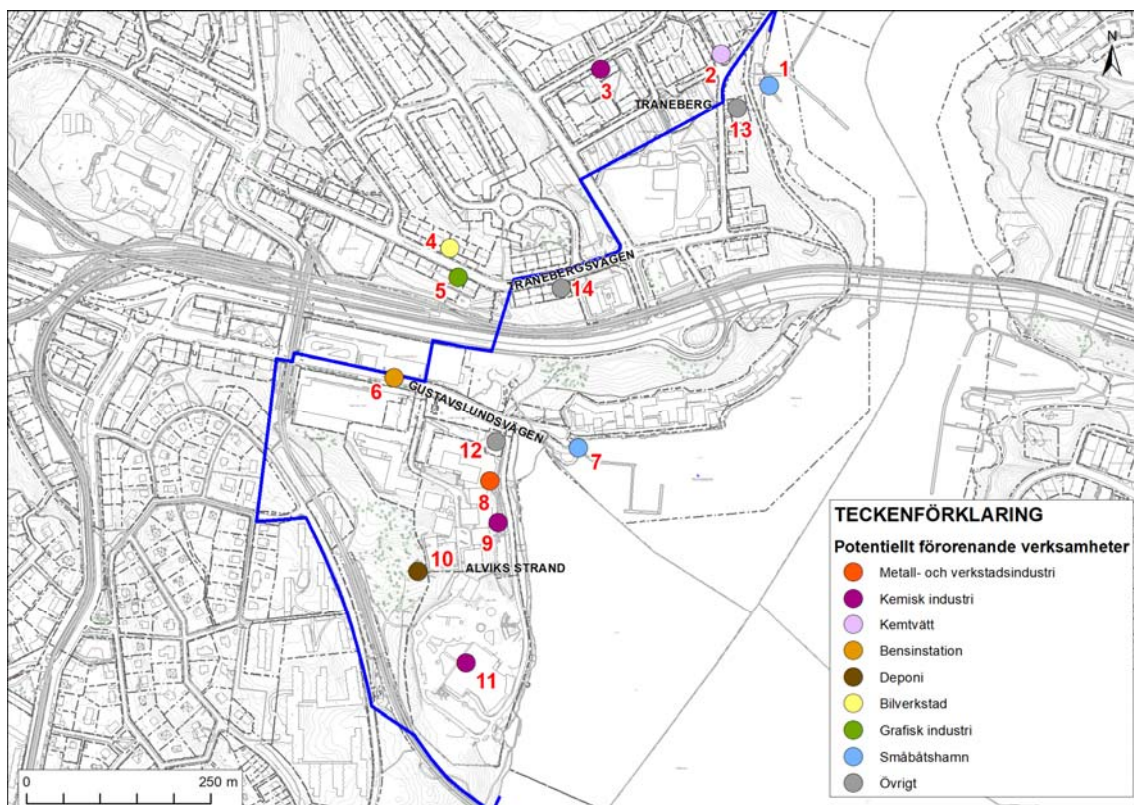 N
1
2
3
TRANEBERG
13
4
5
TRANEBERGSVÄGEN
14
6
GUSTAVSLUNDSVÄGEN
12
7
8
9
10
ALVIKS STRAND
11
TECKENFÖRKLARING
Potentiellt förorenande verksamheter
Metall- och verkstadsindustri
Kemisk industri
Kemtvätt
Bensinstation
Deponi
Bilverkstad
Grafisk industri
Småbåtshamn
Övrigt
0 250 m